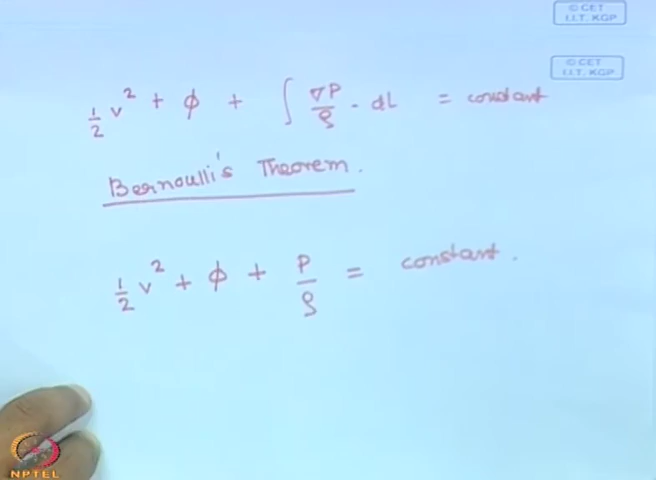 © CET
I.I.T. KGP
© CET
I.I.T. KGP
½ v² + φ + ∫ ∇P/ρ · dL = constant
Bernoulli's Theorem.
½ v² + φ + P/ρ = constant.
NPTEL